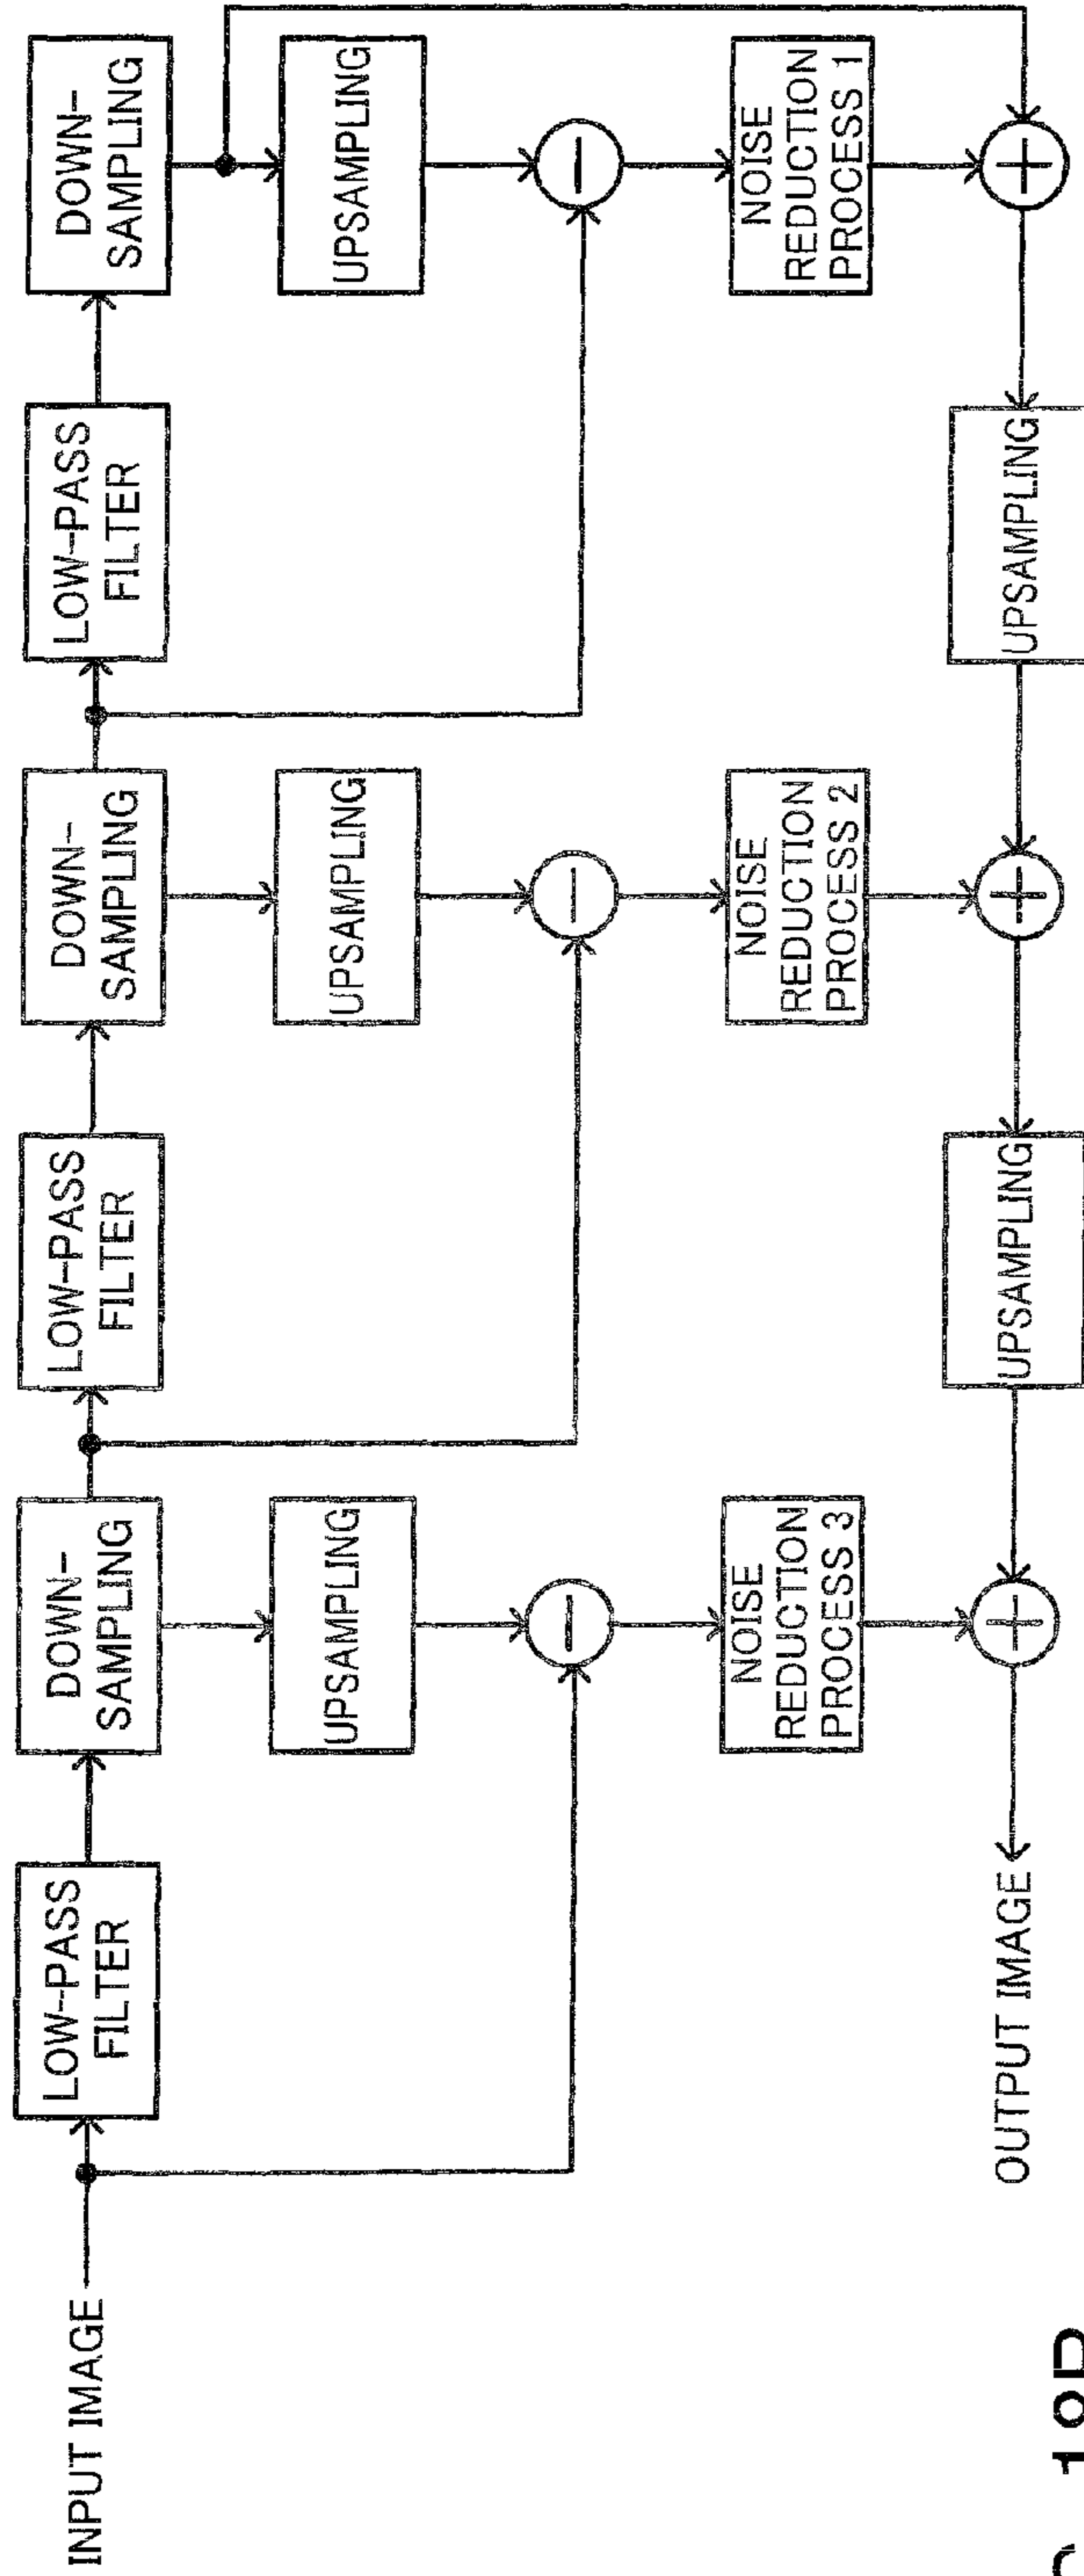 INPUT IMAGE
LOW-PASS
FILTER
DOWN-
SAMPLING
LOW-PASS
FILTER
DOWN-
SAMPLING
LOW-PASS
FILTER
DOWN-
SAMPLING
UPSAMPLING
UPSAMPLING
UPSAMPLING
NOISE
REDUCTION
PROCESS 3
NOISE
REDUCTION
PROCESS 2
NOISE
REDUCTION
PROCESS 1
OUTPUT IMAGE
UPSAMPLING
UPSAMPLING